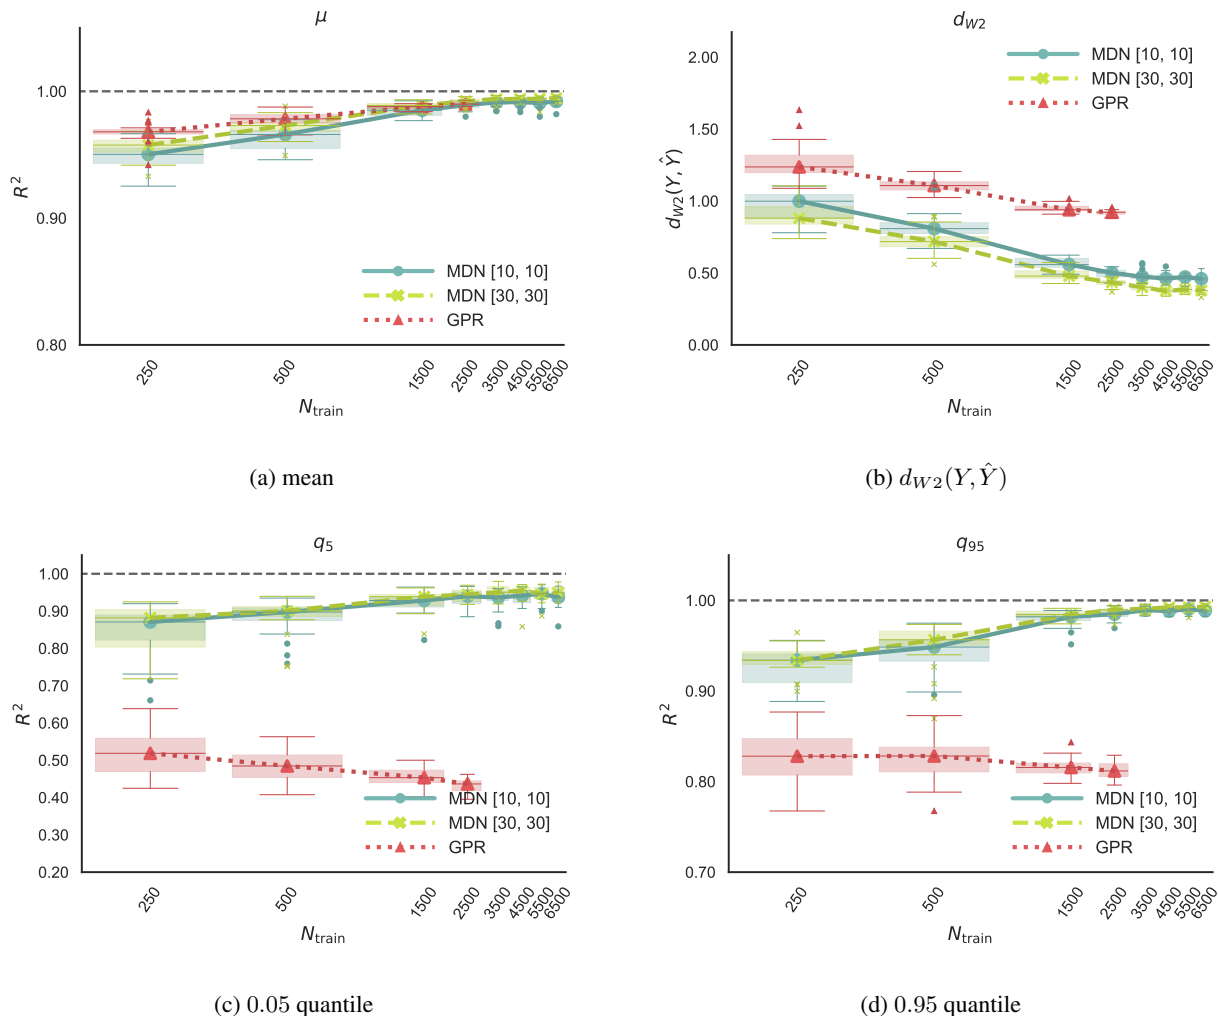 μ
R²
1.00
0.90
0.80
MDN [10, 10]
MDN [30, 30]
GPR
250
500
1500
2500
3500
4500
5500
6500
N_train
(a) mean
d_W2
d_W2(Y, Ŷ)
2.00
1.50
1.00
0.50
0.00
MDN [10, 10]
MDN [30, 30]
GPR
250
500
1500
2500
3500
4500
5500
6500
N_train
(b) d_W2(Y, Ŷ)
q_5
R²
1.00
0.90
0.80
0.70
0.60
0.50
0.40
0.30
0.20
MDN [10, 10]
MDN [30, 30]
GPR
250
500
1500
2500
3500
4500
5500
6500
N_train
(c) 0.05 quantile
q_95
R²
1.00
0.90
0.80
0.70
MDN [10, 10]
MDN [30, 30]
GPR
250
500
1500
2500
3500
4500
5500
6500
N_train
(d) 0.95 quantile